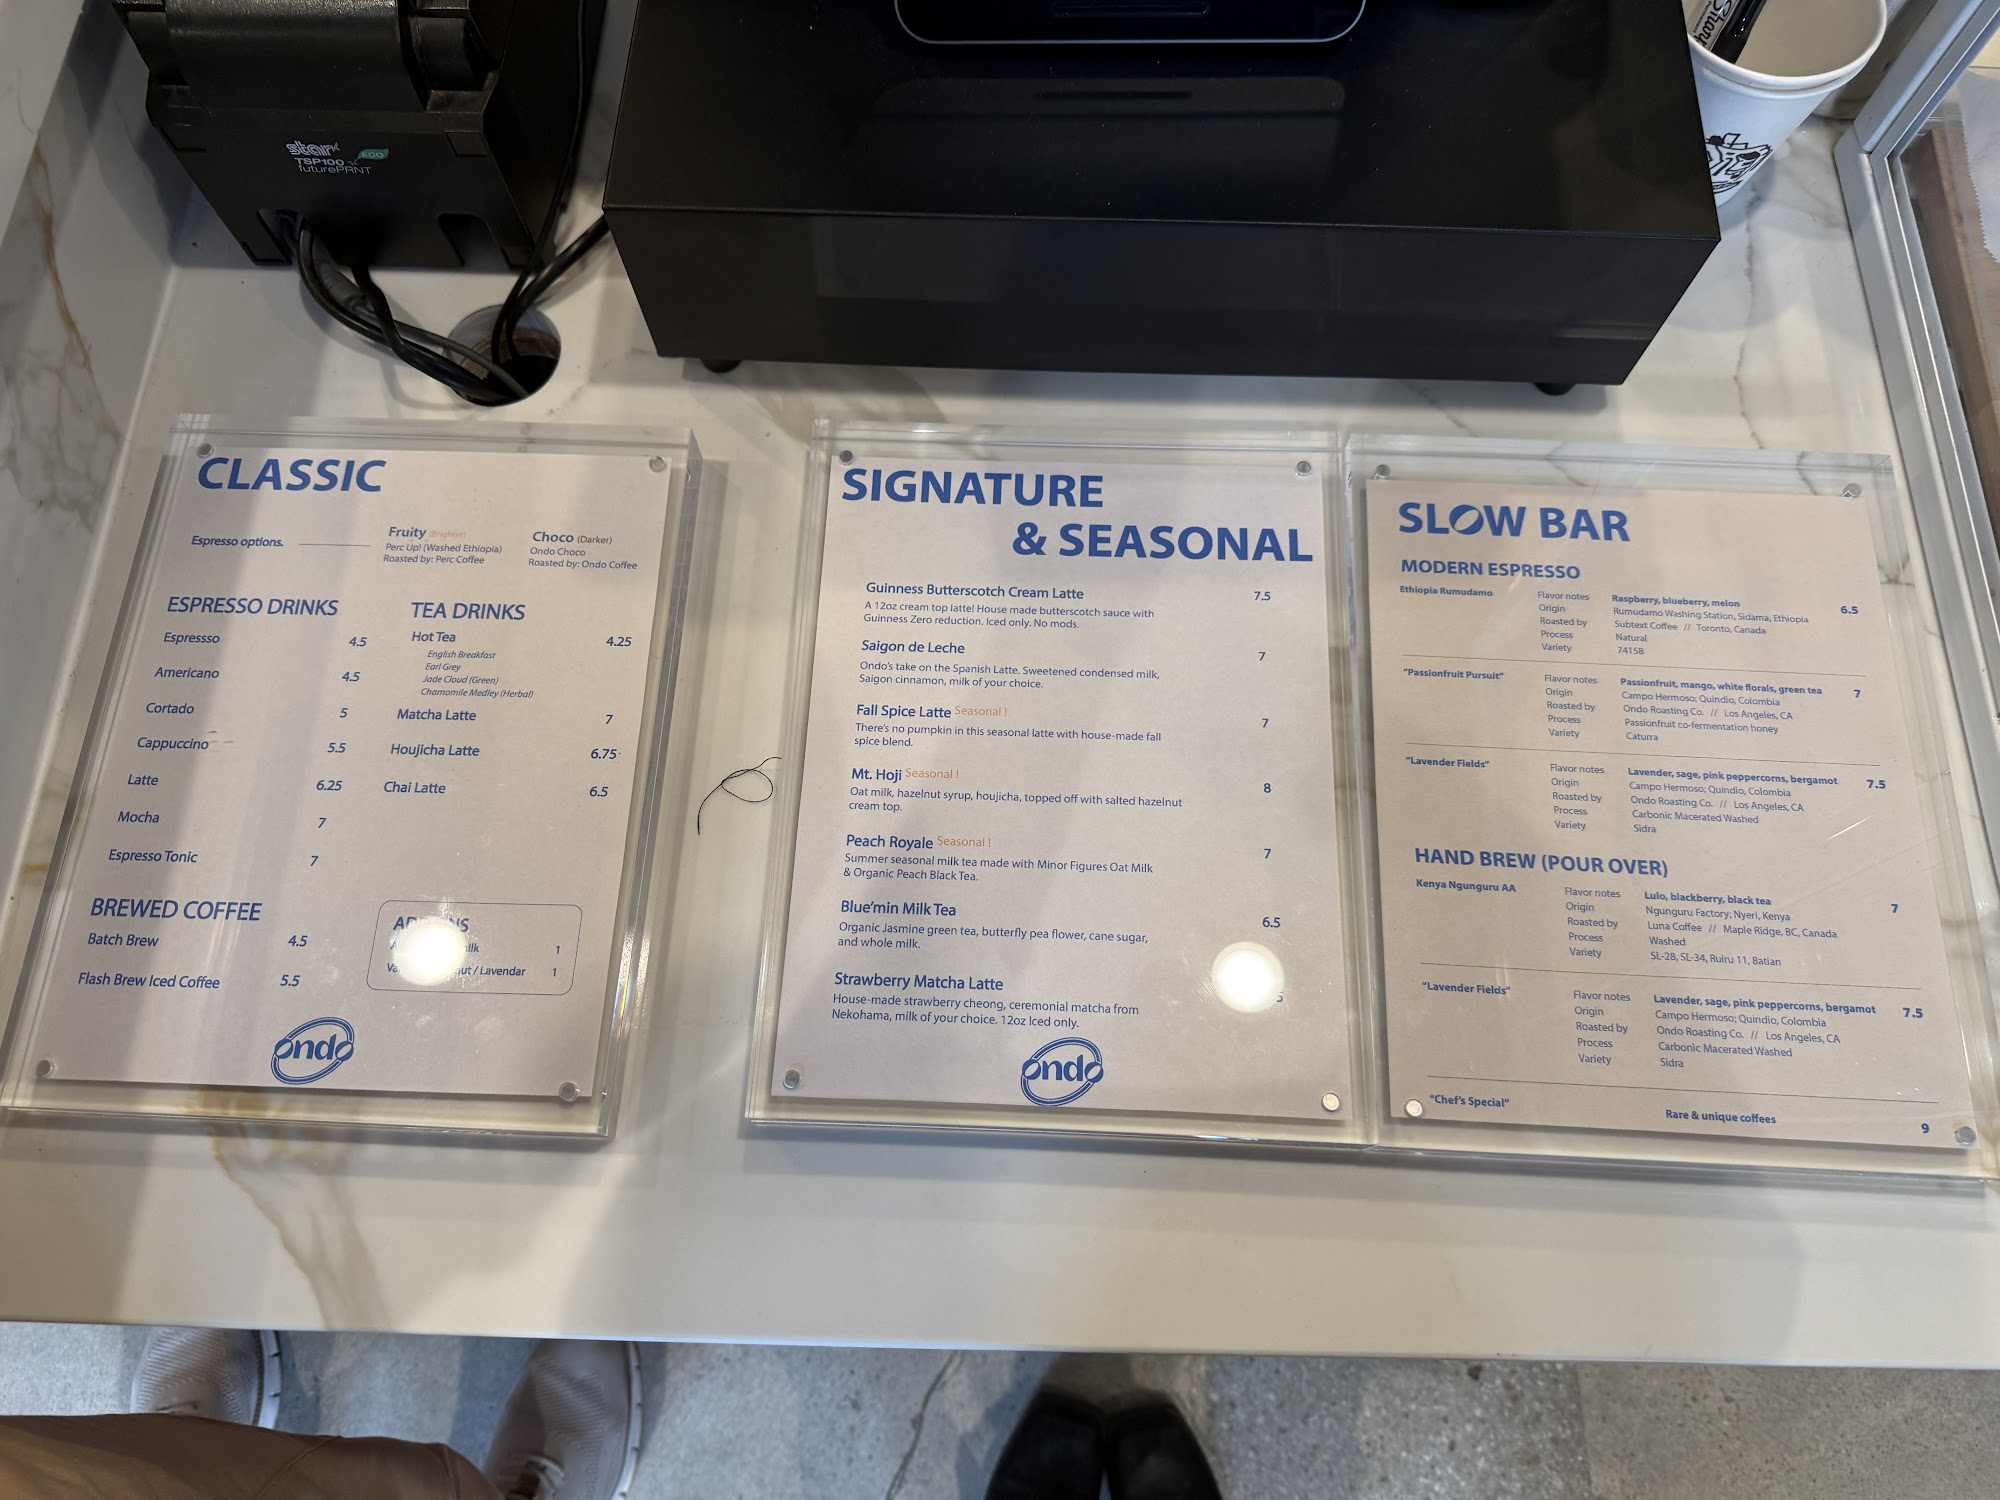 star
TSP100 ECO
futurePRNT
CLASSIC
Espresso options.
Fruity (Brighter)
Perc Up! (Washed Ethiopia)
Roasted by: Perc Coffee
Choco (Darker)
Ondo Choco
Roasted by: Ondo Coffee
ESPRESSO DRINKS
Espressso 4.5
Americano 4.5
Cortado 5
Cappuccino 5.5
Latte 6.25
Mocha 7
Espresso Tonic 7
BREWED COFFEE
Batch Brew 4.5
Flash Brew Iced Coffee 5.5
TEA DRINKS
Hot Tea 4.25
English Breakfast
Earl Grey
Jade Cloud (Green)
Chamomile Medley (Herbal)
Matcha Latte 7
Houjicha Latte 6.75
Chai Latte 6.5
1
/ Lavendar 1
ondo
SIGNATURE
& SEASONAL
Guinness Butterscotch Cream Latte 7.5
A 12oz cream top latte! House made butterscotch sauce with
Guinness Zero reduction. Iced only. No mods.
Saigon de Leche 7
Ondo's take on the Spanish Latte. Sweetened condensed milk,
Saigon cinnamon, milk of your choice.
Fall Spice Latte Seasonal ! 7
There's no pumpkin in this seasonal latte with house-made fall
spice blend.
Mt. Hoji Seasonal ! 8
Oat milk, hazelnut syrup, houjicha, topped off with salted hazelnut
cream top.
Peach Royale Seasonal ! 7
Summer seasonal milk tea made with Minor Figures Oat Milk
& Organic Peach Black Tea.
Blue'min Milk Tea 6.5
Organic Jasmine green tea, butterfly pea flower, cane sugar,
and whole milk.
Strawberry Matcha Latte
House-made strawberry cheong, ceremonial matcha from
Nekohama, milk of your choice. 12oz Iced only.
ondo
SLOW BAR
MODERN ESPRESSO
Ethiopia Rumudamo 6.5
Flavor notes Raspberry, blueberry, melon
Origin Rumudamo Washing Station, Sidama, Ethiopia
Roasted by Subtext Coffee // Toronto, Canada
Process Natural
Variety 74158
"Passionfruit Pursuit" 7
Flavor notes Passionfruit, mango, white florals, green tea
Origin Campo Hermoso; Quindio, Colombia
Roasted by Ondo Roasting Co. // Los Angeles, CA
Process Passionfruit co-fermentation honey
Variety Caturra
"Lavender Fields" 7.5
Flavor notes Lavender, sage, pink peppercorns, bergamot
Origin Campo Hermoso; Quindio, Colombia
Roasted by Ondo Roasting Co. // Los Angeles, CA
Process Carbonic Macerated Washed
Variety Sidra
HAND BREW (POUR OVER)
Kenya Ngunguru AA 7
Flavor notes Lulo, blackberry, black tea
Origin Ngunguru Factory; Nyeri, Kenya
Roasted by Luna Coffee // Maple Ridge, BC, Canada
Process Washed
Variety SL-28, SL-34, Ruiru 11, Batian
"Lavender Fields" 7.5
Flavor notes Lavender, sage, pink peppercorns, bergamot
Origin Campo Hermoso; Quindio, Colombia
Roasted by Ondo Roasting Co. // Los Angeles, CA
Process Carbonic Macerated Washed
Variety Sidra
"Chef's Special" Rare & unique coffees 9